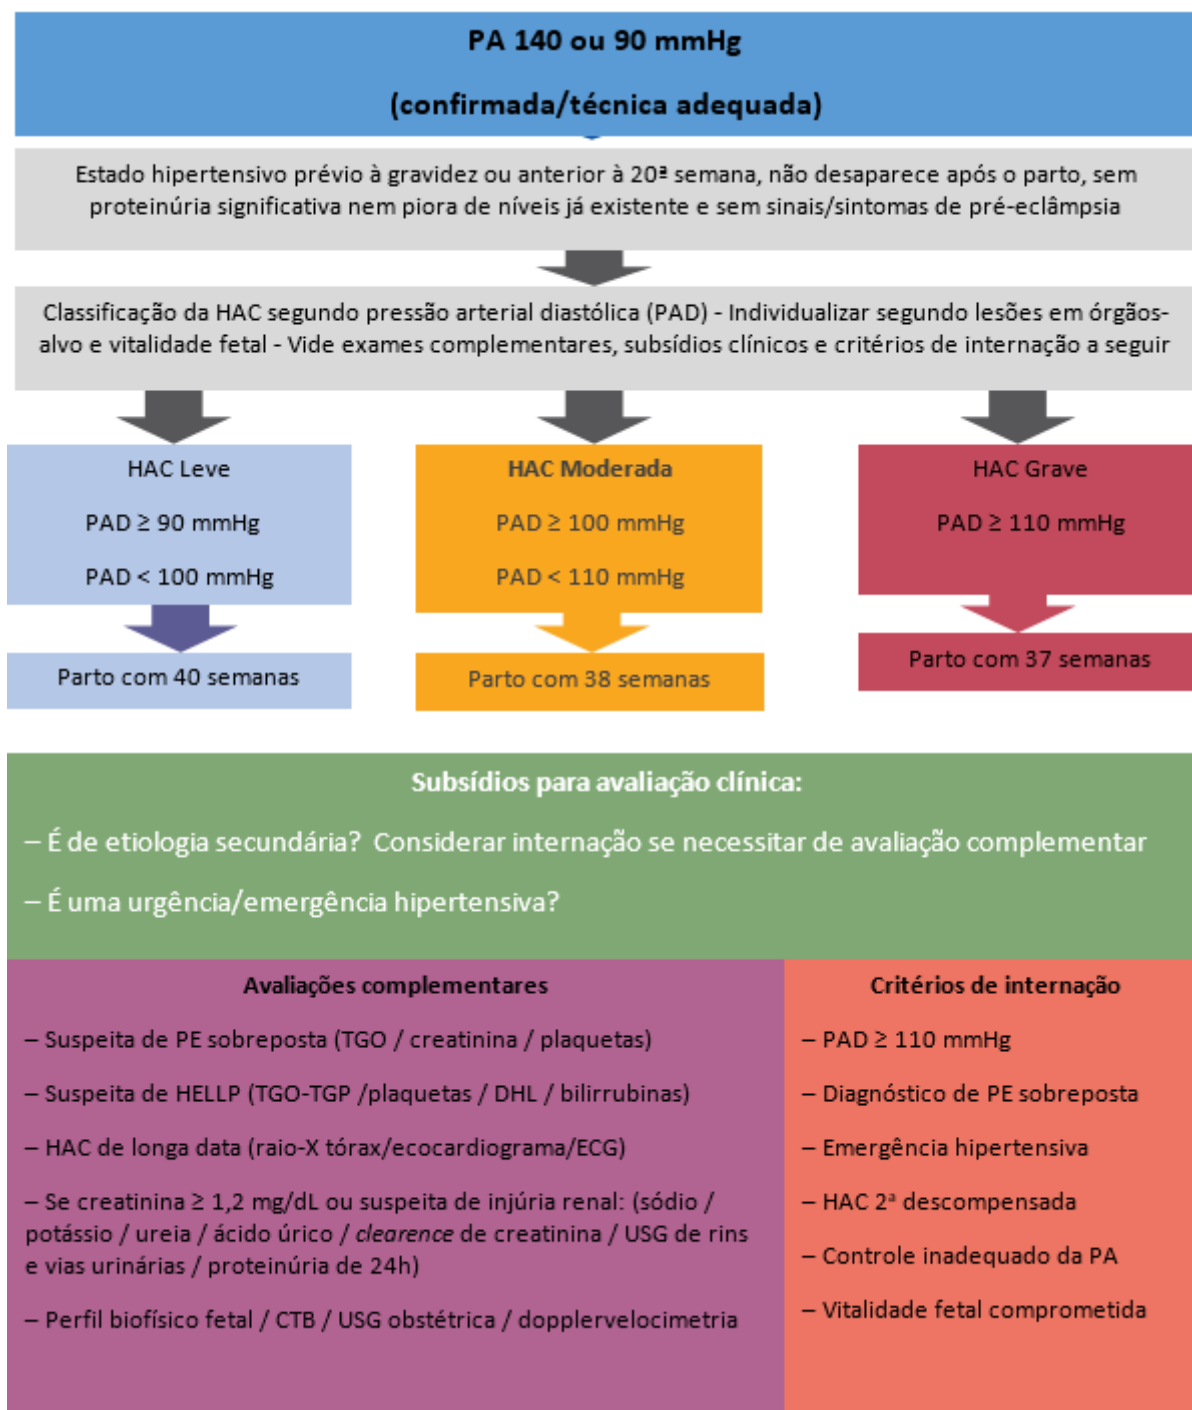 PA 140 ou 90 mmHg
(confirmada/técnica adequada)
Estado hipertensivo prévio à gravidez ou anterior à 20ª semana, não desaparece após o parto, sem
proteinúria significativa nem piora de níveis já existente e sem sinais/sintomas de pré-eclâmpsia
Classificação da HAC segundo pressão arterial diastólica (PAD) - Individualizar segundo lesões em órgãos-
alvo e vitalidade fetal - Vide exames complementares, subsídios clínicos e critérios de internação a seguir
HAC Leve
PAD ≥ 90 mmHg
PAD < 100 mmHg
Parto com 40 semanas
HAC Moderada
PAD ≥ 100 mmHg
PAD < 110 mmHg
Parto com 38 semanas
HAC Grave
PAD ≥ 110 mmHg
Parto com 37 semanas
Subsídios para avaliação clínica:
– É de etiologia secundária? Considerar internação se necessitar de avaliação complementar
– É uma urgência/emergência hipertensiva?
Avaliações complementares
– Suspeita de PE sobreposta (TGO / creatinina / plaquetas)
– Suspeita de HELLP (TGO-TGP /plaquetas / DHL / bilirrubinas)
– HAC de longa data (raio-X tórax/ecocardiograma/ECG)
– Se creatinina ≥ 1,2 mg/dL ou suspeita de injúria renal: (sódio /
potássio / ureia / ácido úrico / clearence de creatinina / USG de rins
e vias urinárias / proteinúria de 24h)
– Perfil biofísico fetal / CTB / USG obstétrica / dopplervelocimetria
Critérios de internação
– PAD ≥ 110 mmHg
– Diagnóstico de PE sobreposta
– Emergência hipertensiva
– HAC 2ª descompensada
– Controle inadequado da PA
– Vitalidade fetal comprometida